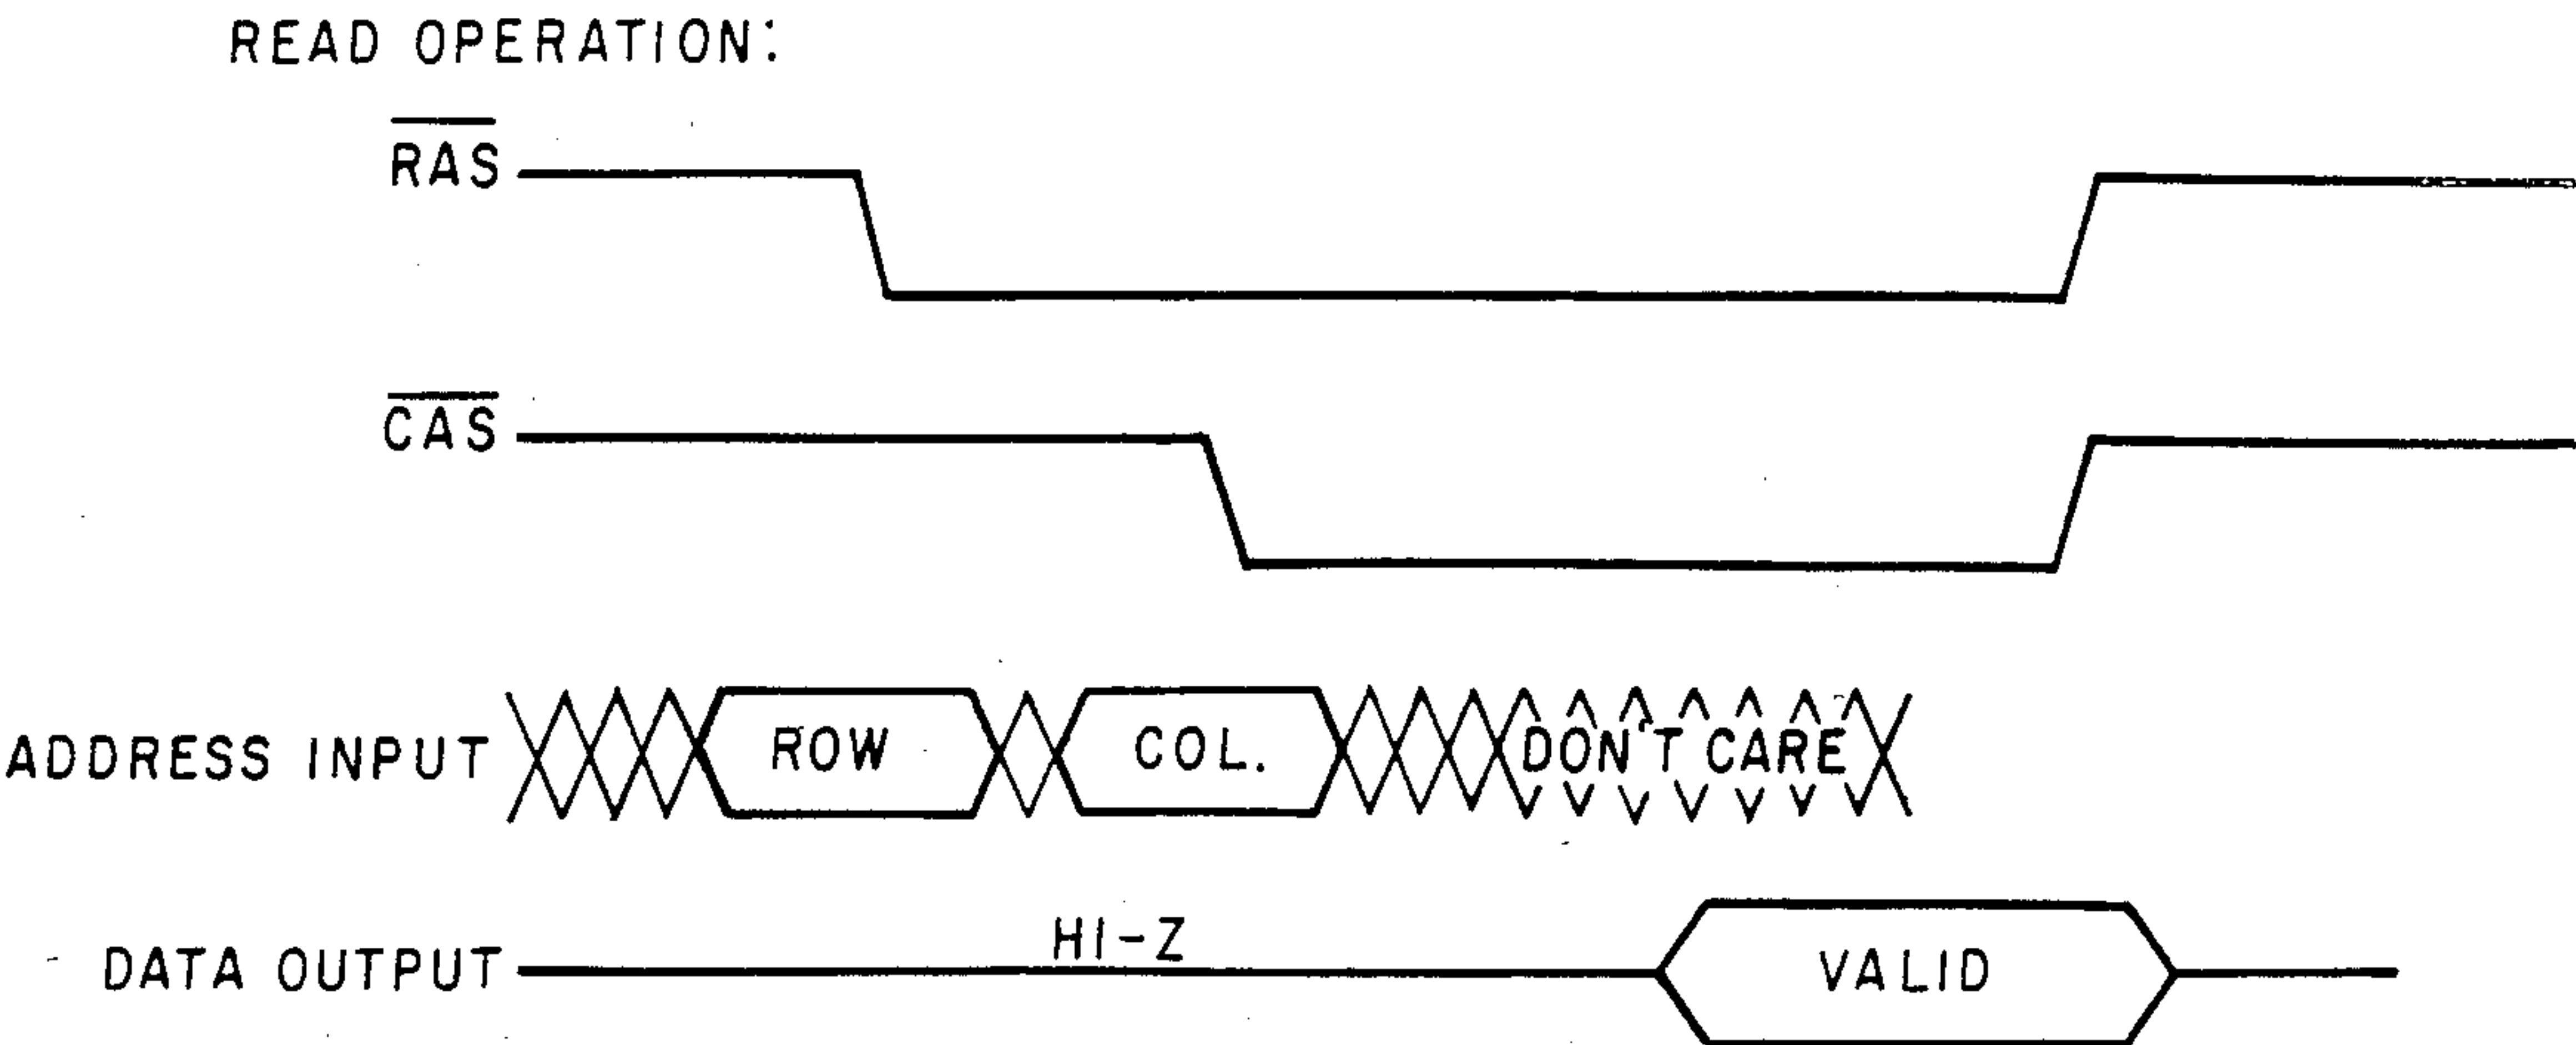 READ OPERATION:
RAS
CAS
ADDRESS INPUT ROW COL. DON'T CARE
DATA OUTPUT HI-Z VALID